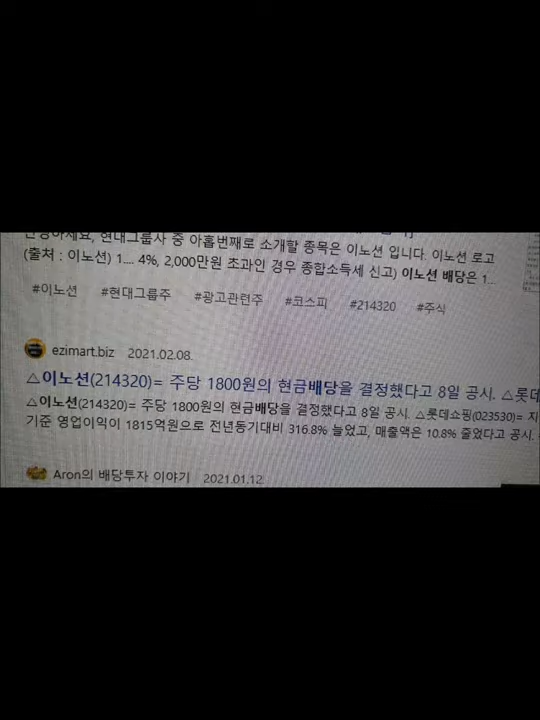 안녕하세요, 현대그룹사 중 아홉번째로 소개할 종목은 이노션 입니다. 이노션 로고
(출처 : 이노션) 1.... 4%, 2,000만원 초과인 경우 종합소득세 신고) 이노션 배당은 1...
#이노션 #현대그룹주 #광고관련주 #코스피 #214320 #주식
ezimart.biz 2021.02.08.
△이노션(214320)= 주당 1800원의 현금배당을 결정했다고 8일 공시. △롯데
△이노션(214320)= 주당 1800원의 현금배당을 결정했다고 8일 공시. △롯데쇼핑(023530)= 지
기준 영업이익이 1815억원으로 전년동기대비 316.8% 늘었고, 매출액은 10.8% 줄었다고 공시.
Aron의 배당투자 이야기 2021.01.12.